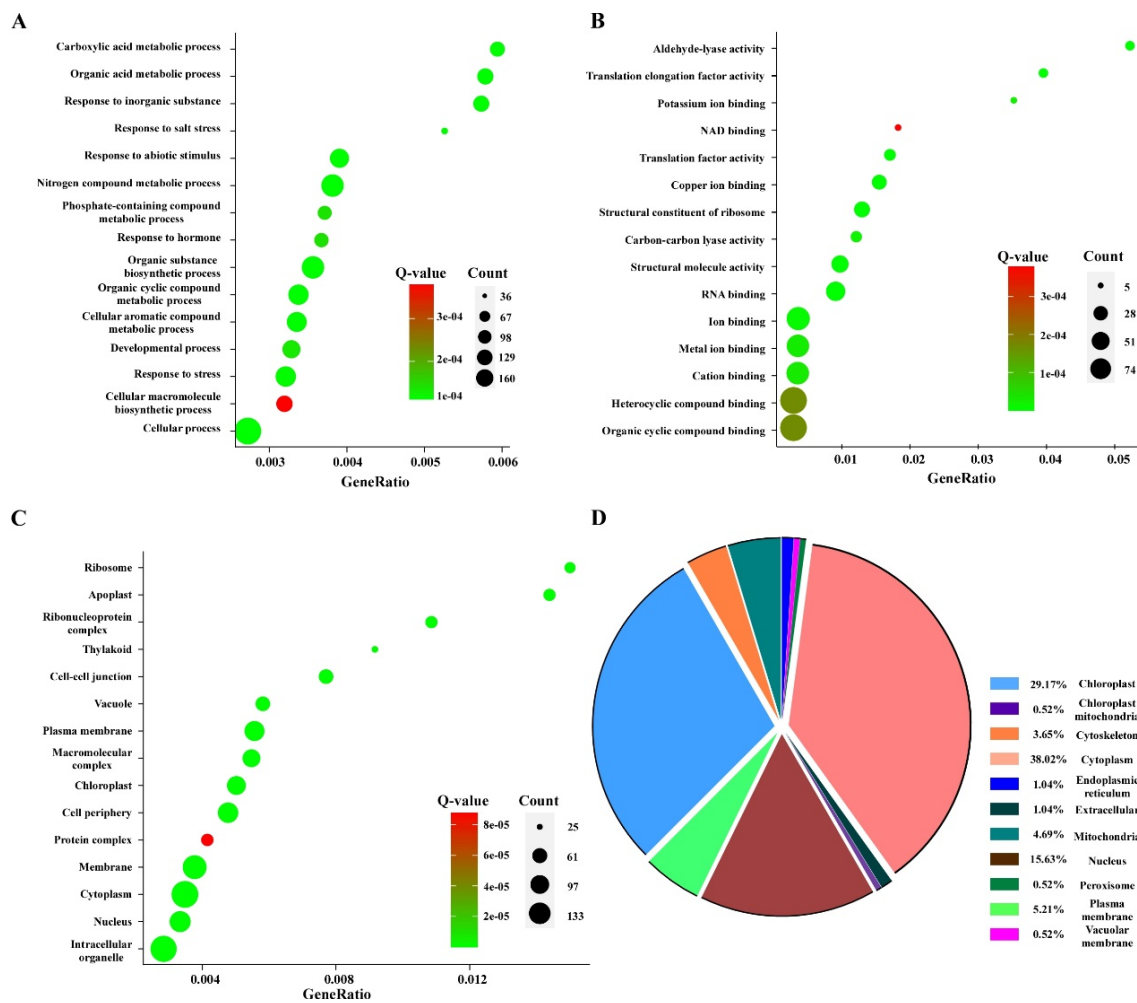 A
Carboxylic acid metabolic process
Organic acid metabolic process
Response to inorganic substance
Response to salt stress
Response to abiotic stimulus
Nitrogen compound metabolic process
Phosphate-containing compound
metabolic process
Response to hormone
Organic substance
biosynthetic process
Organic cyclic compound
metabolic process
Cellular aromatic compound
metabolic process
Developmental process
Response to stress
Cellular macromolecule
biosynthetic process
Cellular process
0.003 0.004 0.005 0.006
GeneRatio
Q-value
3e-04
2e-04
1e-04
Count
36
67
98
129
160
B
Aldehyde-lyase activity
Translation elongation factor activity
Potassium ion binding
NAD binding
Translation factor activity
Copper ion binding
Structural constituent of ribosome
Carbon-carbon lyase activity
Structural molecule activity
RNA binding
Ion binding
Metal ion binding
Cation binding
Heterocyclic compound binding
Organic cyclic compound binding
0.01 0.02 0.03 0.04 0.05
GeneRatio
Q-value
3e-04
2e-04
1e-04
Count
5
28
51
74
C
Ribosome
Apoplast
Ribonucleoprotein
complex
Thylakoid
Cell-cell junction
Vacuole
Plasma membrane
Macromolecular
complex
Chloroplast
Cell periphery
Protein complex
Membrane
Cytoplasm
Nucleus
Intracellular
organelle
0.004 0.008 0.012
GeneRatio
Q-value
8e-05
6e-05
4e-05
2e-05
Count
25
61
97
133
D
29.17% Chloroplast
0.52% Chloroplast
mitochondria
3.65% Cytoskeleton
38.02% Cytoplasm
1.04% Endoplasmic
reticulum
1.04% Extracellular
4.69% Mitochondria
15.63% Nucleus
0.52% Peroxisome
5.21% Plasma
membrane
0.52% Vacuolar
membrane